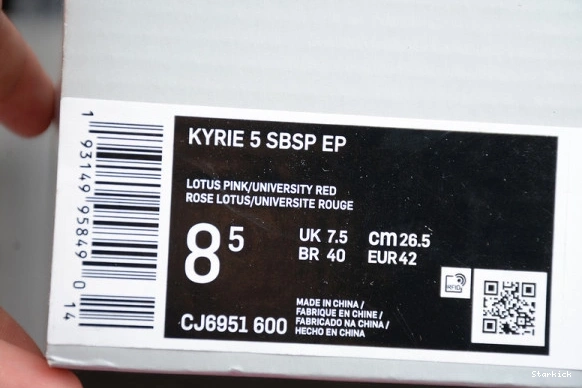 KYRIE 5 SBSP EP
LOTUS PINK/UNIVERSITY RED
ROSE LOTUS/UNIVERSITE ROUGE
8 5
UK 7.5 cm 26.5
BR 40 EUR 42
RFID
CJ6951 600
MADE IN CHINA /
FABRIQUE EN CHINE /
FABRICADO NA CHINA /
HECHO EN CHINA
1 93149 95849 0 14
Starkick